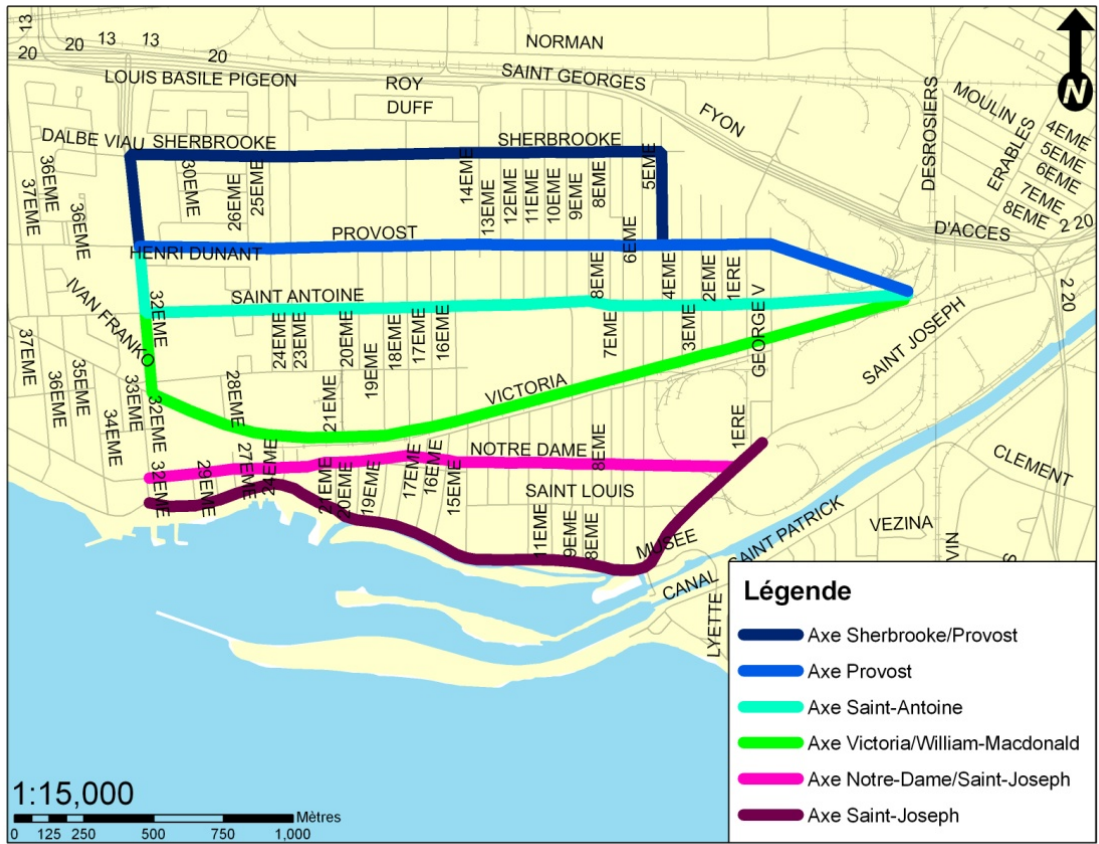 NORMAN
13
20
20
13
13
20
LOUIS BASILE PIGEON
ROY
SAINT GEORGES
DUFF
FYON
DESROSIERS
MOULIN
ERABLES
4EME
5EME
6EME
7EME
8EME
2 20
D'ACCES
N
DALBE VIAU
SHERBROOKE
SHERBROOKE
36EME
37EME
36EME
30EME
26EME
25EME
14EME
13EME
12EME
11EME
10EME
9EME
8EME
5EME
6EME
PROVOST
HENRI DUNANT
IVAN FRANKO
32EME
SAINT ANTOINE
8EME
4EME
2EME
1ERE
GEORGE V
2 20
SAINT JOSEPH
24EME
23EME
20EME
19EME
18EME
17EME
16EME
7EME
3EME
37EME
36EME
35EME
34EME
33EME
32EME
28EME
21EME
VICTORIA
NOTRE DAME
8EME
1ERE
32EME
29EME
27EME
24EME
21EME
20EME
19EME
17EME
16EME
15EME
SAINT LOUIS
11EME
9EME
8EME
MUSEE
CANAL
SAINT PATRICK
VEZINA
CLEMENT
VIN
S
LYETTE
Légende
Axe Sherbrooke/Provost
Axe Provost
Axe Saint-Antoine
Axe Victoria/William-Macdonald
Axe Notre-Dame/Saint-Joseph
Axe Saint-Joseph
1:15,000
Mètres
0 125 250 500 750 1,000